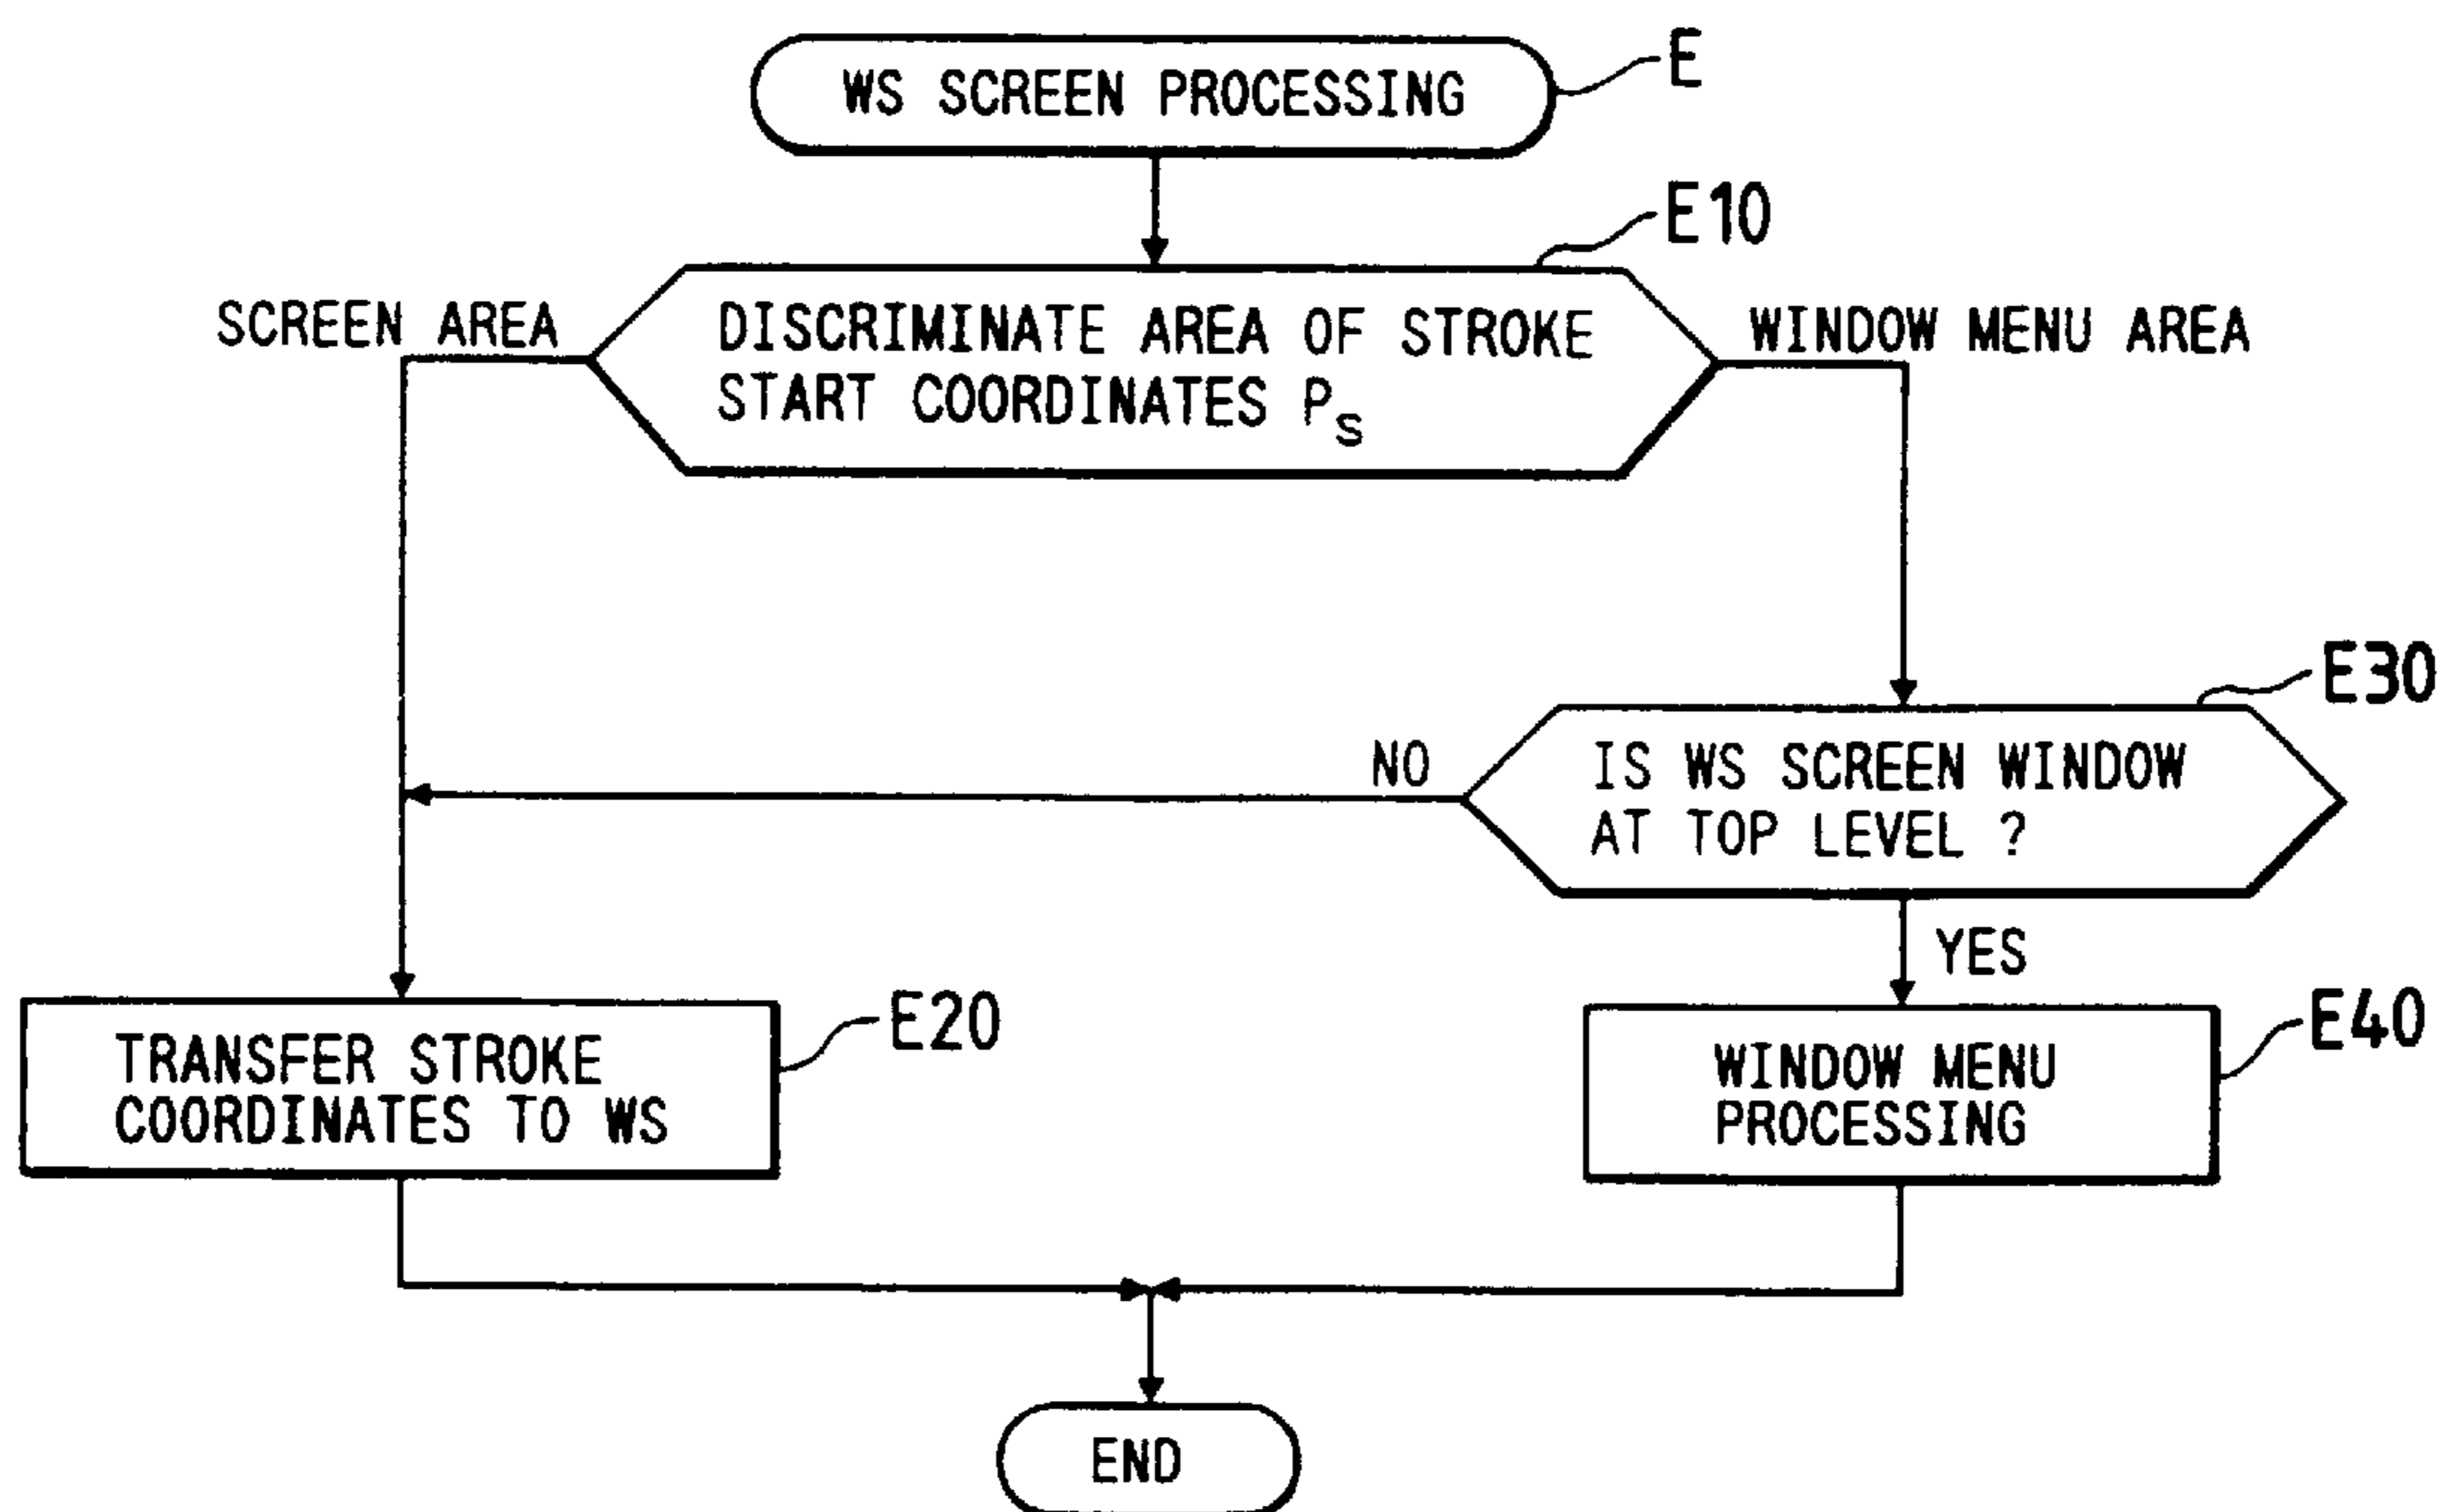 WS SCREEN PROCESSING
E
E10
SCREEN AREA
DISCRIMINATE AREA OF STROKE
START COORDINATES PS
WINDOW MENU AREA
E30
NO
IS WS SCREEN WINDOW
AT TOP LEVEL ?
YES
E20
TRANSFER STROKE
COORDINATES TO WS
E40
WINDOW MENU
PROCESSING
END